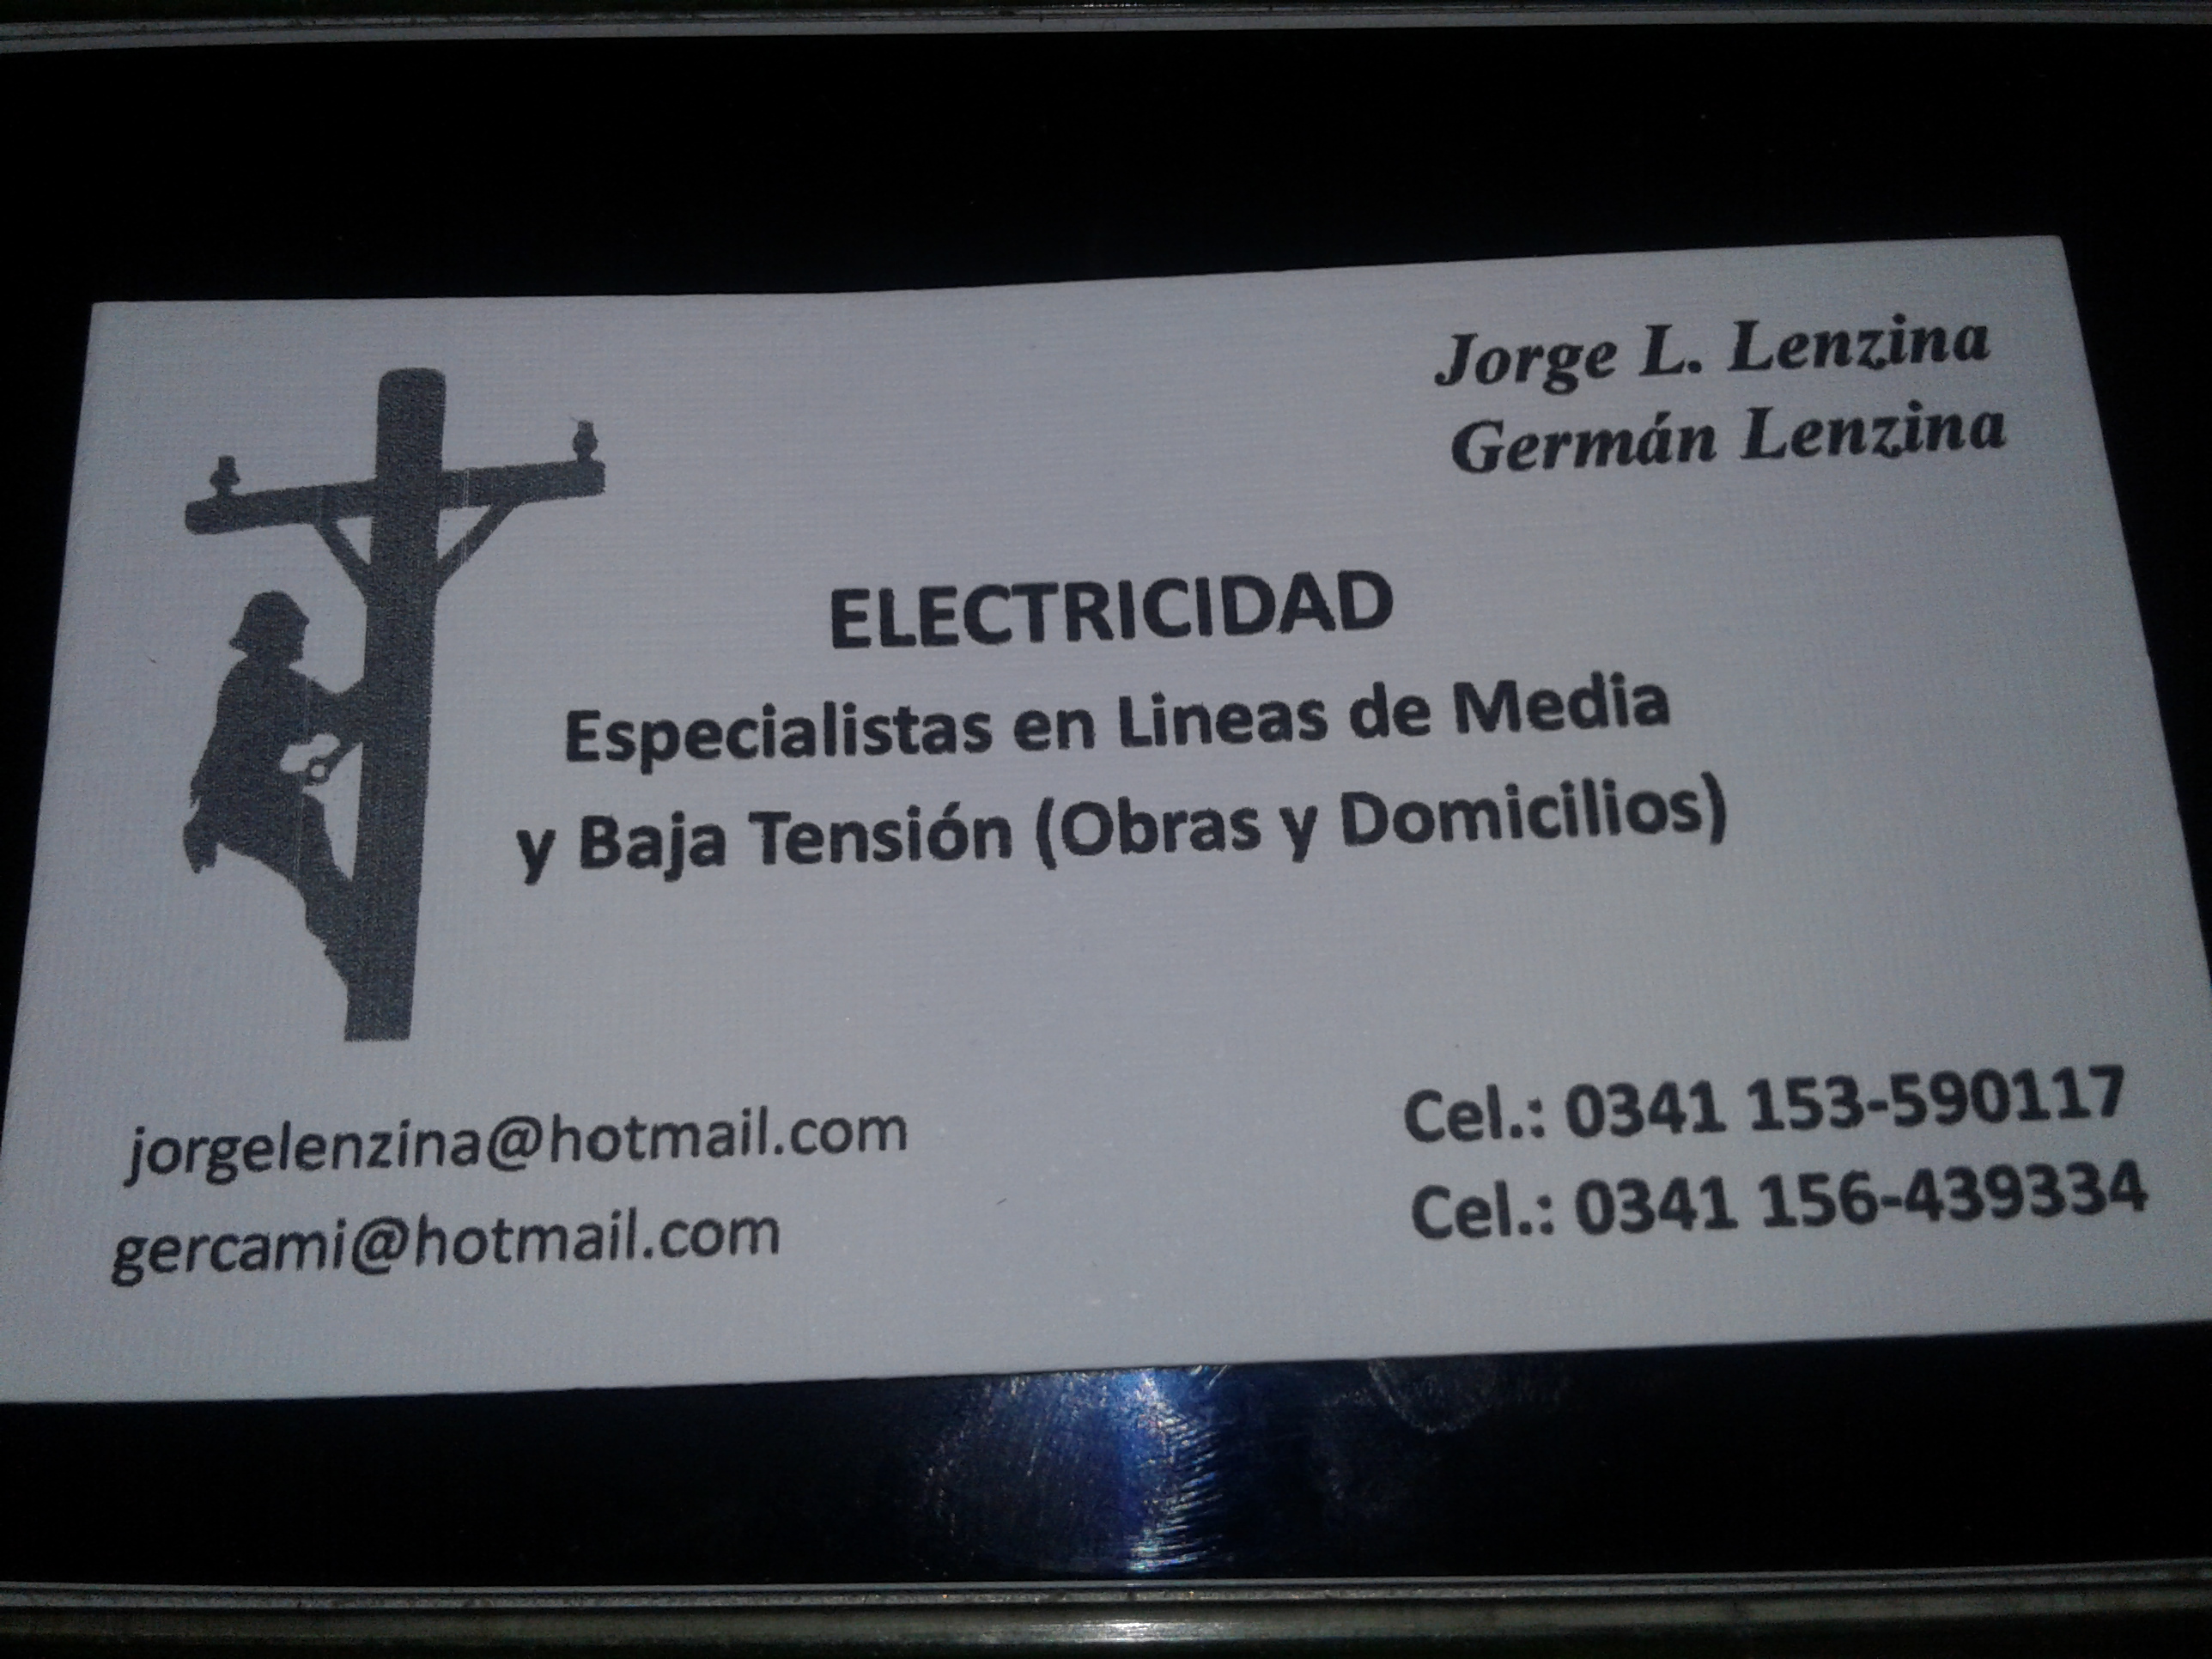 Jorge L. Lenzina
Germán Lenzina
ELECTRICIDAD
Especialistas en Lineas de Media
y Baja Tensión (Obras y Domicilios)
jorgelenzina@hotmail.com
gercami@hotmail.com
Cel.: 0341 153-590117
Cel.: 0341 156-439334